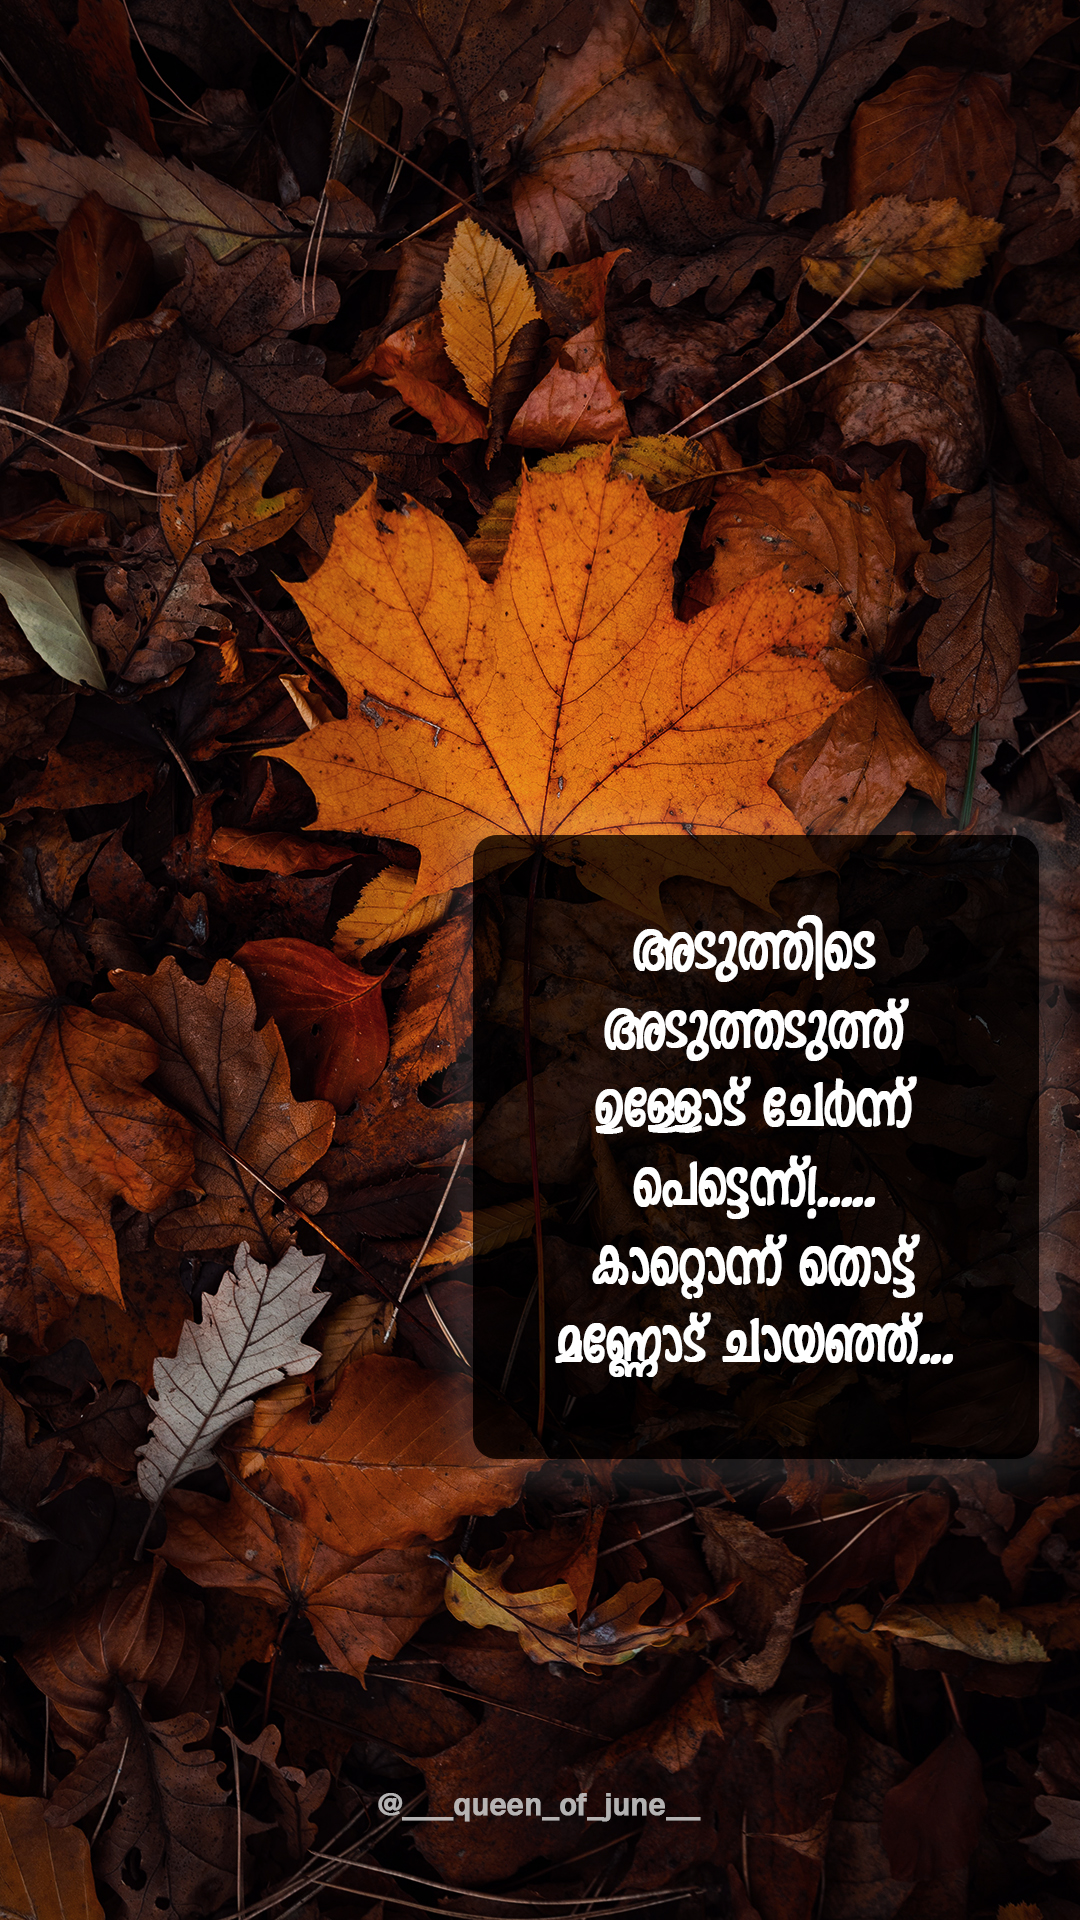 അടുത്തിടെ
അടുത്തടുത്ത്
ഉള്ളോട് ചേർന്ന്
പെട്ടെന്ന്!.....
കാറ്റൊന്ന് തൊട്ട്
മണ്ണോട് ചായഞ്ഞ്...
@___queen_of_june__